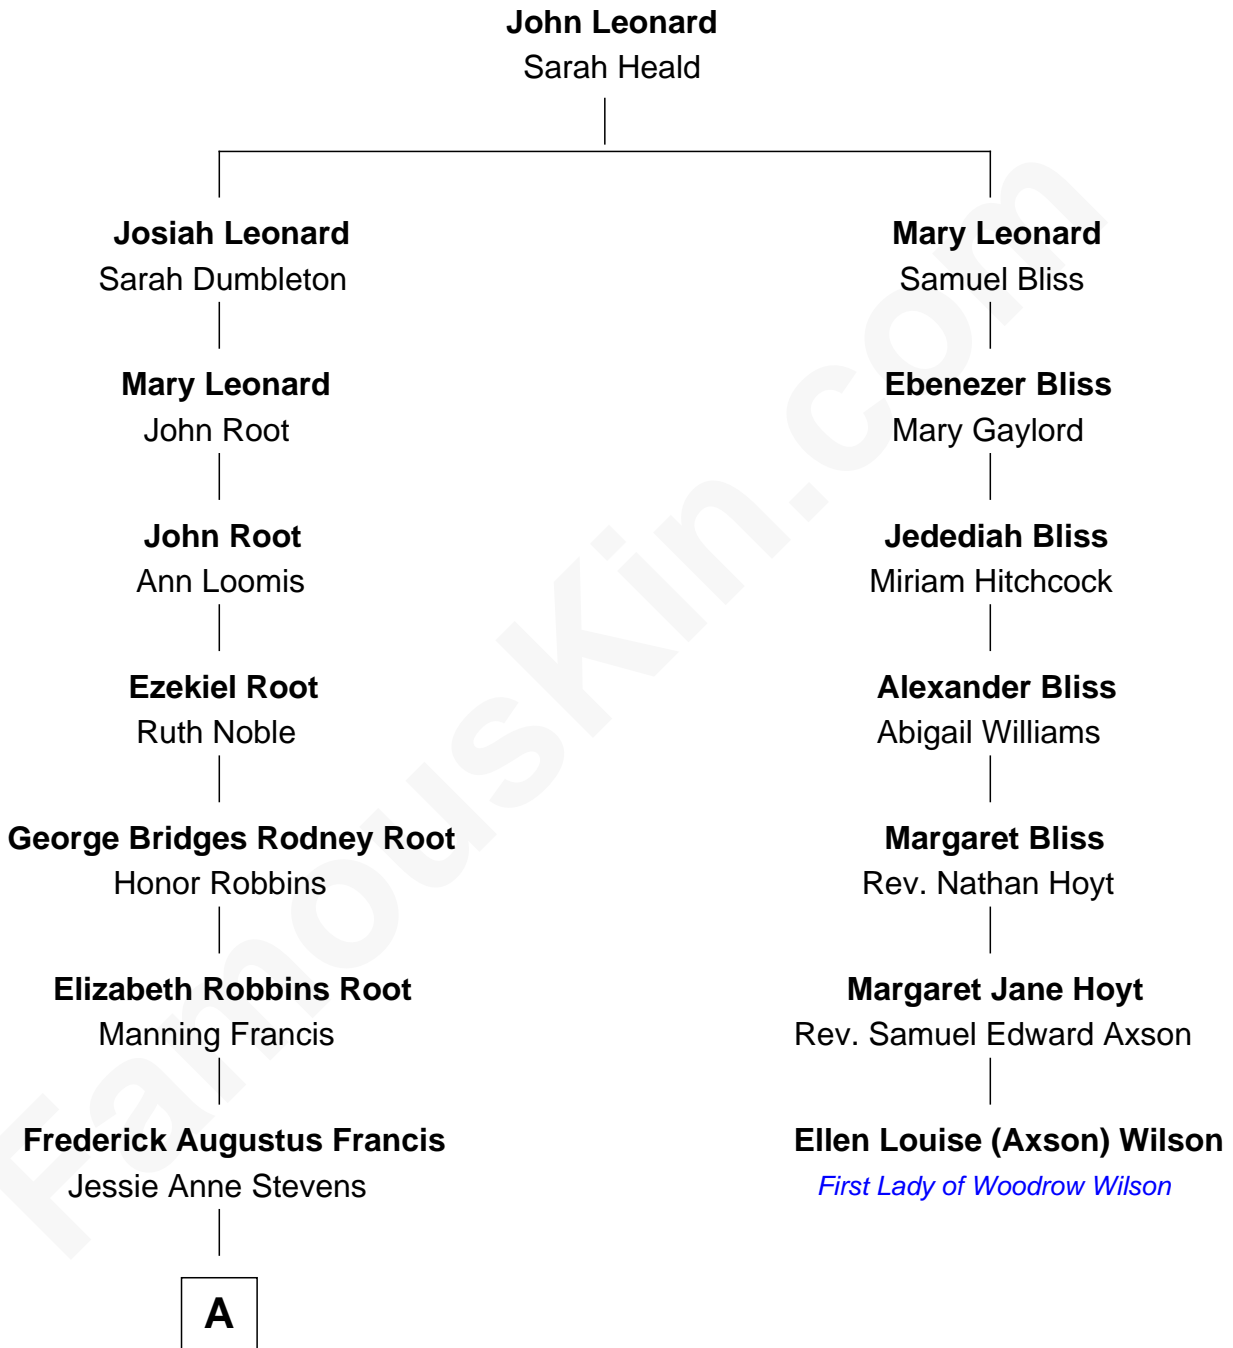 John Leonard
Sarah Heald
Josiah Leonard
Sarah Dumbleton
Mary Leonard
John Root
John Root
Ann Loomis
Ezekiel Root
Ruth Noble
George Bridges Rodney Root
Honor Robbins
Elizabeth Robbins Root
Manning Francis
Frederick Augustus Francis
Jessie Anne Stevens
A
Mary Leonard
Samuel Bliss
Ebenezer Bliss
Mary Gaylord
Jedediah Bliss
Miriam Hitchcock
Alexander Bliss
Abigail Williams
Margaret Bliss
Rev. Nathan Hoyt
Margaret Jane Hoyt
Rev. Samuel Edward Axson
Ellen Louise (Axson) Wilson
First Lady of Woodrow Wilson
FamousKin.com